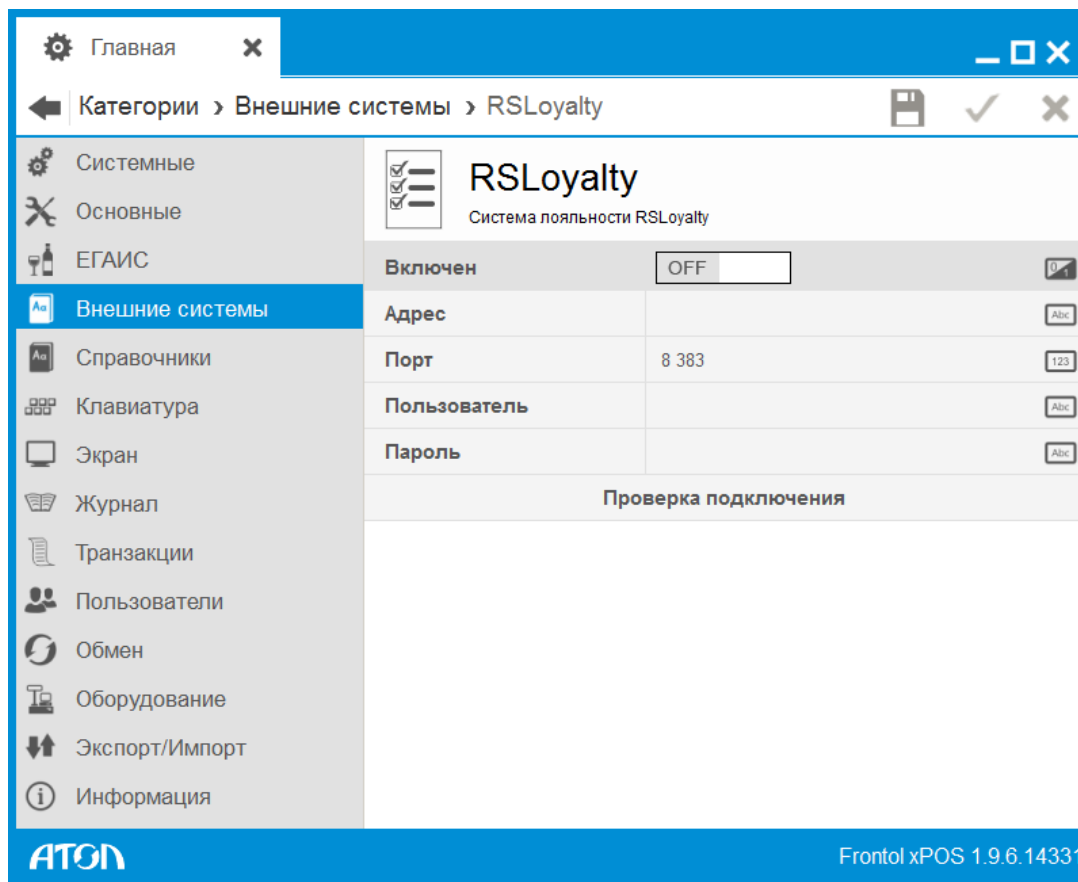 Главная
Категории › Внешние системы › RSLoyalty
Системные
Основные
ЕГАИС
Внешние системы
Справочники
Клавиатура
Экран
Журнал
Транзакции
Пользователи
Обмен
Оборудование
Экспорт/Импорт
Информация
RSLoyalty
Система лояльности RSLoyalty
Включен OFF
Адрес Abc
Порт 8 383 123
Пользователь Abc
Пароль Abc
Проверка подключения
ATOL Frontol xPOS 1.9.6.14331